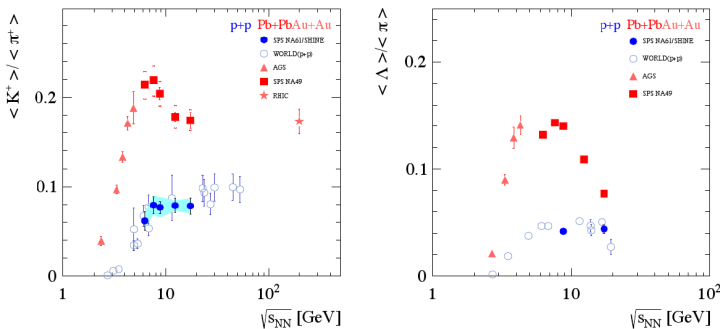 p+p Pb+PbAu+Au
SPS NA61/SHINE
WORLD(p+p)
AGS
SPS NA49
RHIC
< K⁺ > / < π⁺ >
0.2
0.1
0
1
10
10²
√sNN [GeV]
p+p Pb+PbAu+Au
SPS NA61/SHINE
WORLD(p+p)
AGS
SPS NA49
< Λ > / < π >
0.2
0.1
0
1
10
10²
√sNN [GeV]